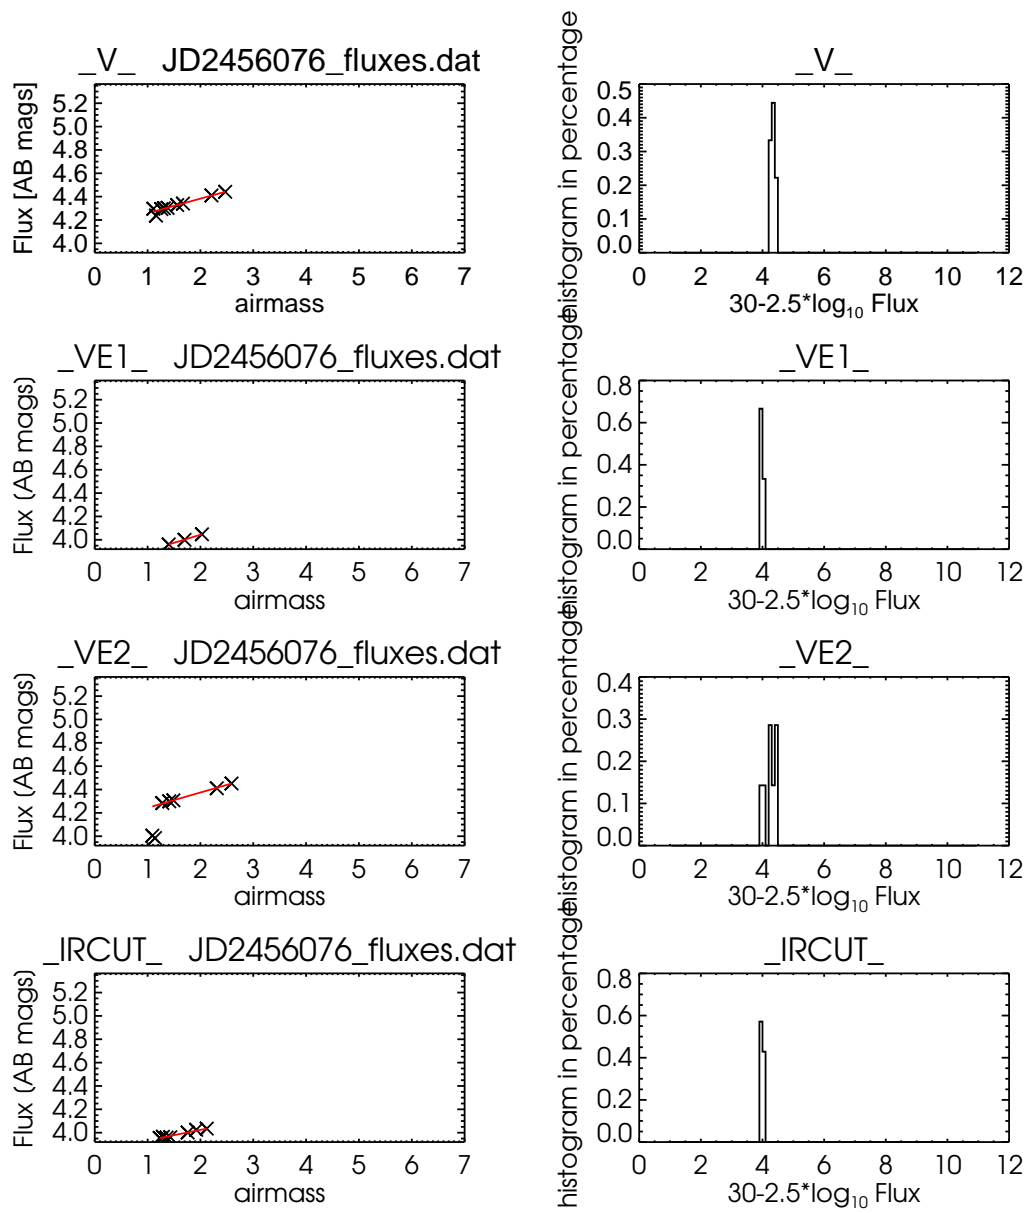 _V_ JD2456076_fluxes.dat
Flux [AB mags]
5.2
5.0
4.8
4.6
4.4
4.2
4.0
0 1 2 3 4 5 6 7
airmass
_V_
histogram in percentage
0.5
0.4
0.3
0.2
0.1
0.0
0 2 4 6 8 10 12
30-2.5*log10 Flux
_VE1_ JD2456076_fluxes.dat
Flux (AB mags)
5.2
5.0
4.8
4.6
4.4
4.2
4.0
0 1 2 3 4 5 6 7
airmass
_VE1_
histogram in percentage
0.8
0.6
0.4
0.2
0.0
0 2 4 6 8 10 12
30-2.5*log10 Flux
_VE2_ JD2456076_fluxes.dat
Flux (AB mags)
5.2
5.0
4.8
4.6
4.4
4.2
4.0
0 1 2 3 4 5 6 7
airmass
_VE2_
histogram in percentage
0.4
0.3
0.2
0.1
0.0
0 2 4 6 8 10 12
30-2.5*log10 Flux
_IRCUT_ JD2456076_fluxes.dat
Flux (AB mags)
5.2
5.0
4.8
4.6
4.4
4.2
4.0
0 1 2 3 4 5 6 7
airmass
_IRCUT_
histogram in percentage
0.8
0.6
0.4
0.2
0.0
0 2 4 6 8 10 12
30-2.5*log10 Flux